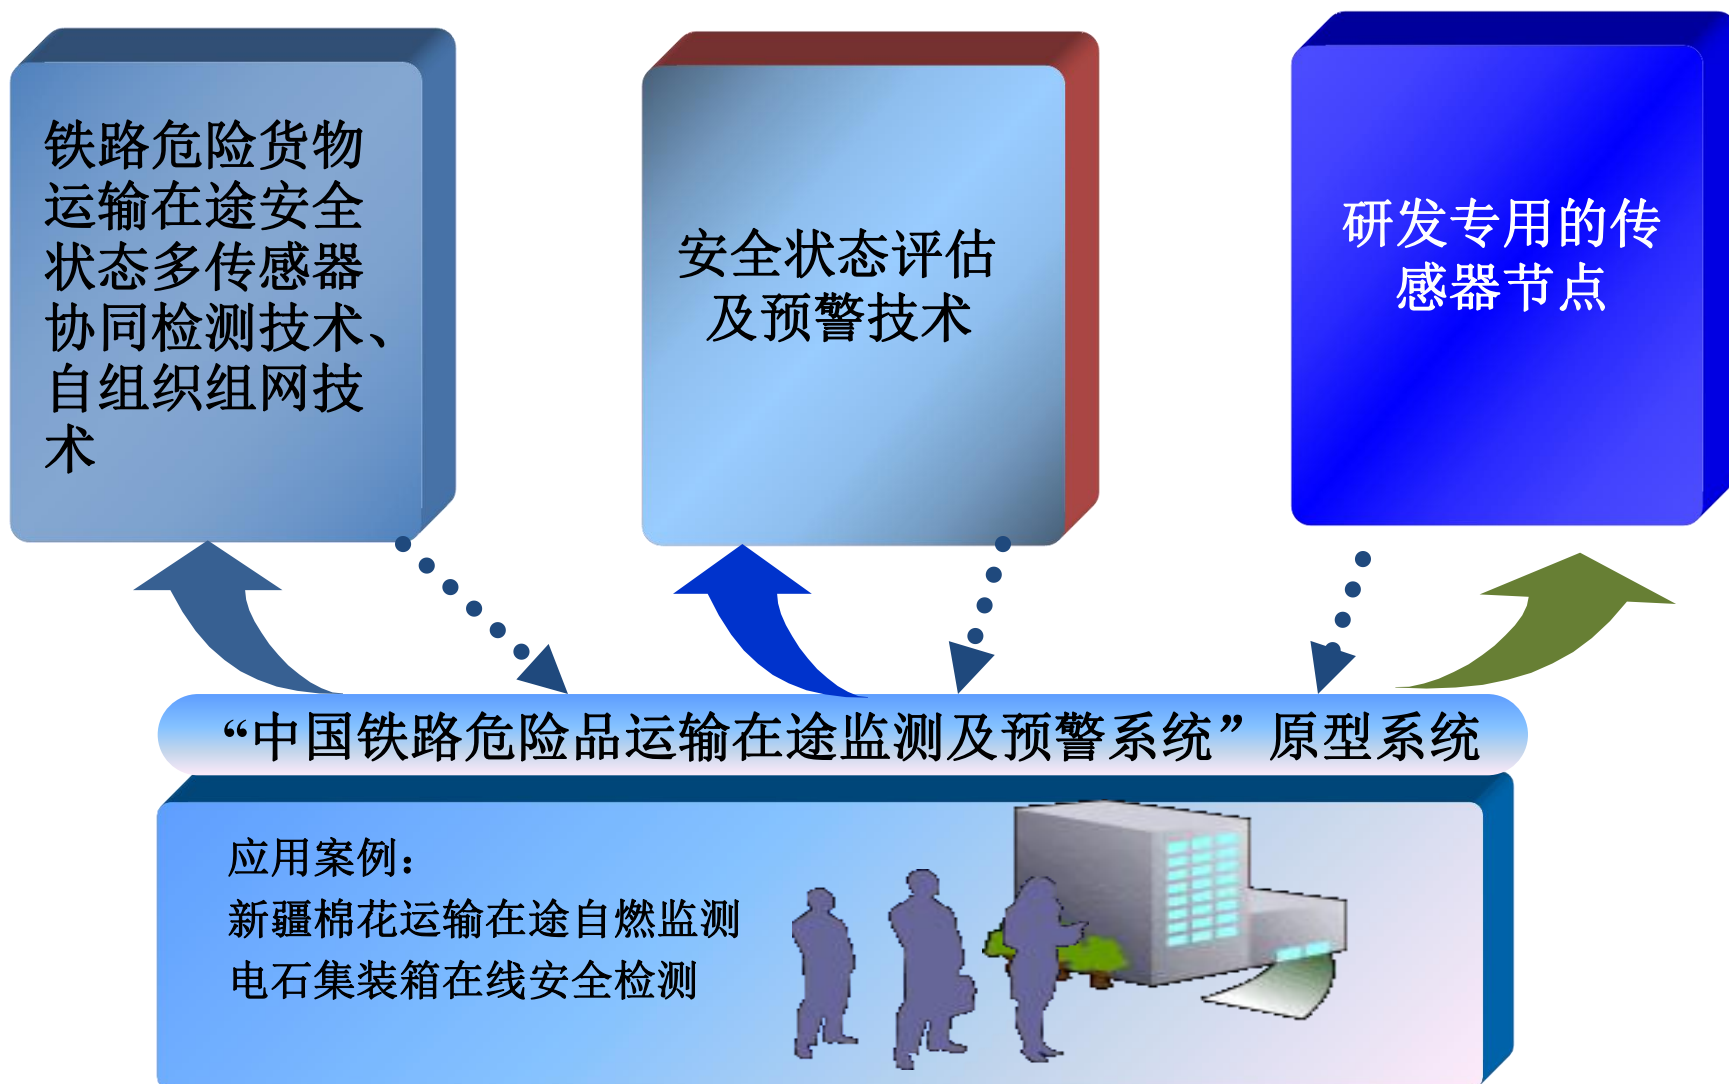 铁路危险货物
运输在途安全
状态多传感器
协同检测技术、
自组织组网技
术
安全状态评估
及预警技术
研发专用的传
感器节点
“中国铁路危险品运输在途监测及预警系统”原型系统
应用案例：
新疆棉花运输在途自燃监测
电石集装箱在线安全检测